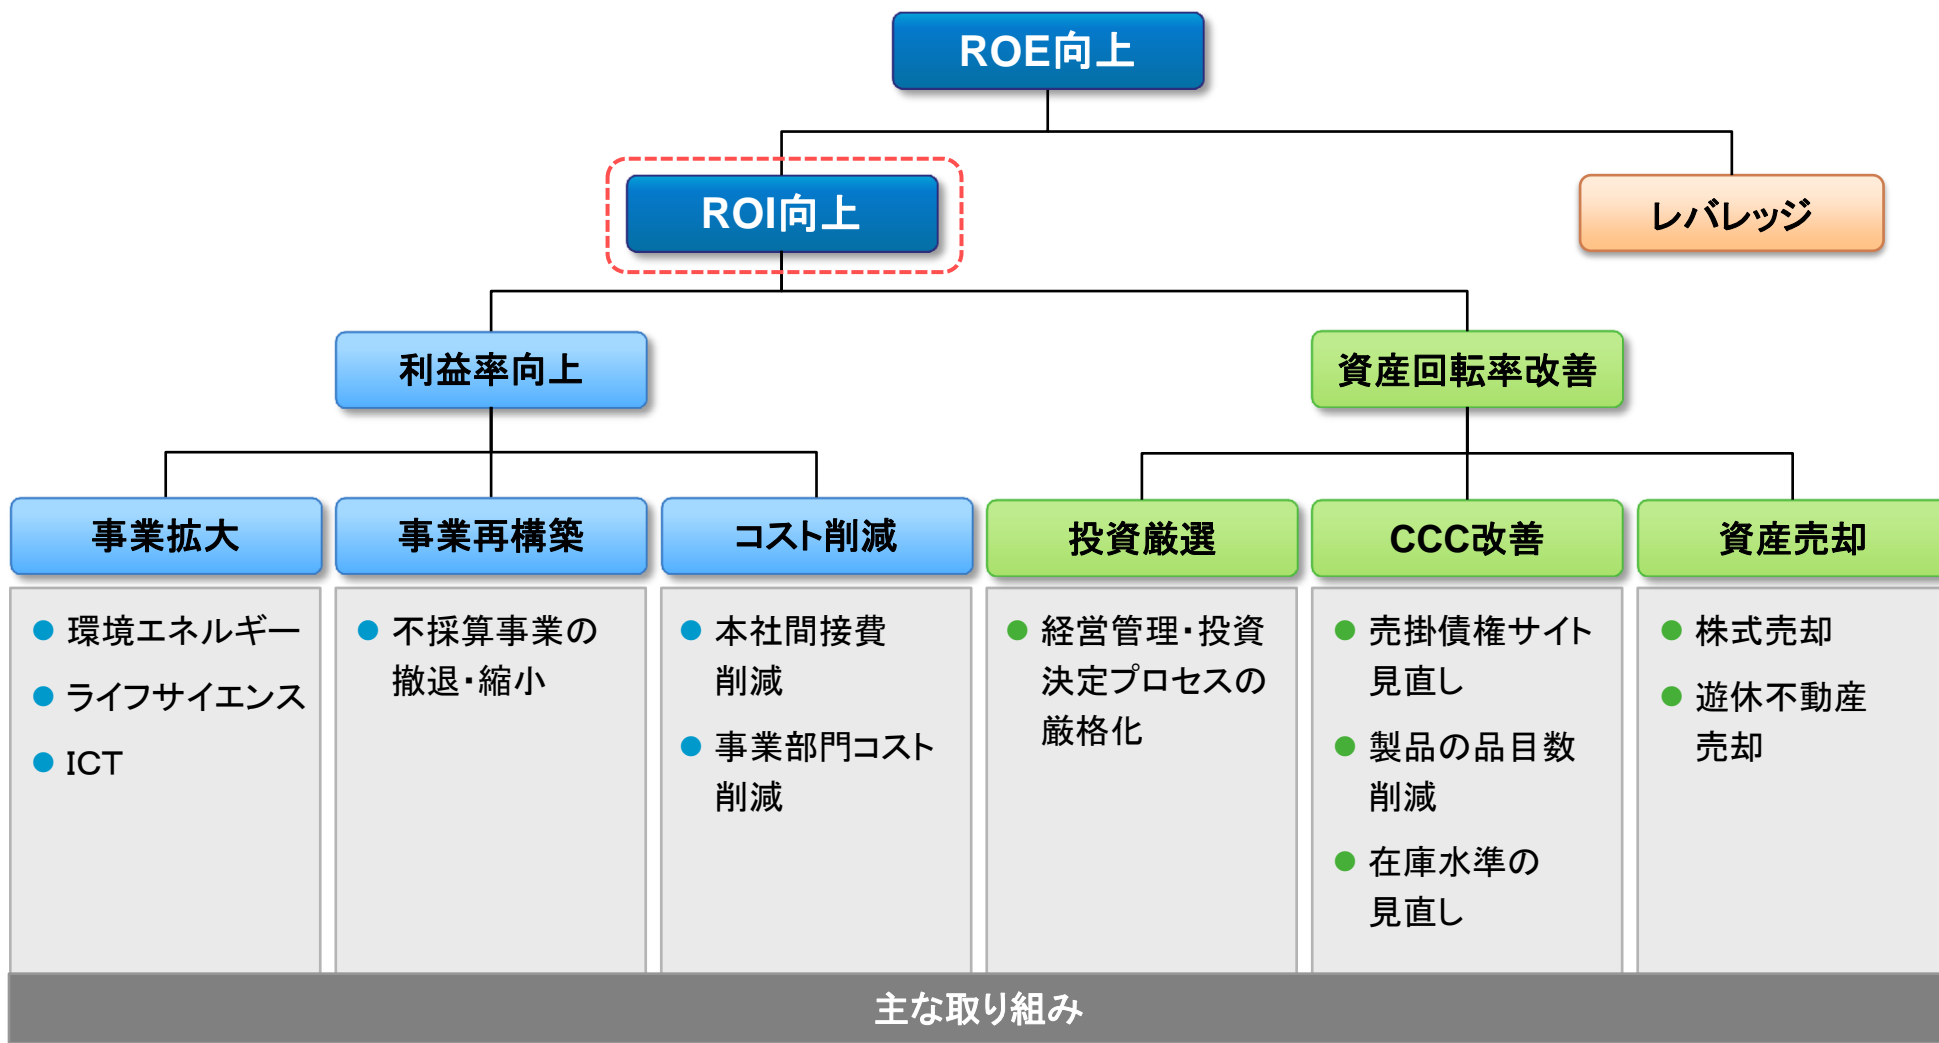 ROE向上
ROI向上
レバレッジ
利益率向上
資産回転率改善
事業拡大
事業再構築
コスト削減
投資厳選
CCC改善
資産売却
環境エネルギー
ライフサイエンス
ICT
不採算事業の
撤退・縮小
本社間接費
削減
事業部門コスト
削減
経営管理・投資
決定プロセスの
厳格化
売掛債権サイト
見直し
製品の品目数
削減
在庫水準の
見直し
株式売却
遊休不動産
売却
主な取り組み